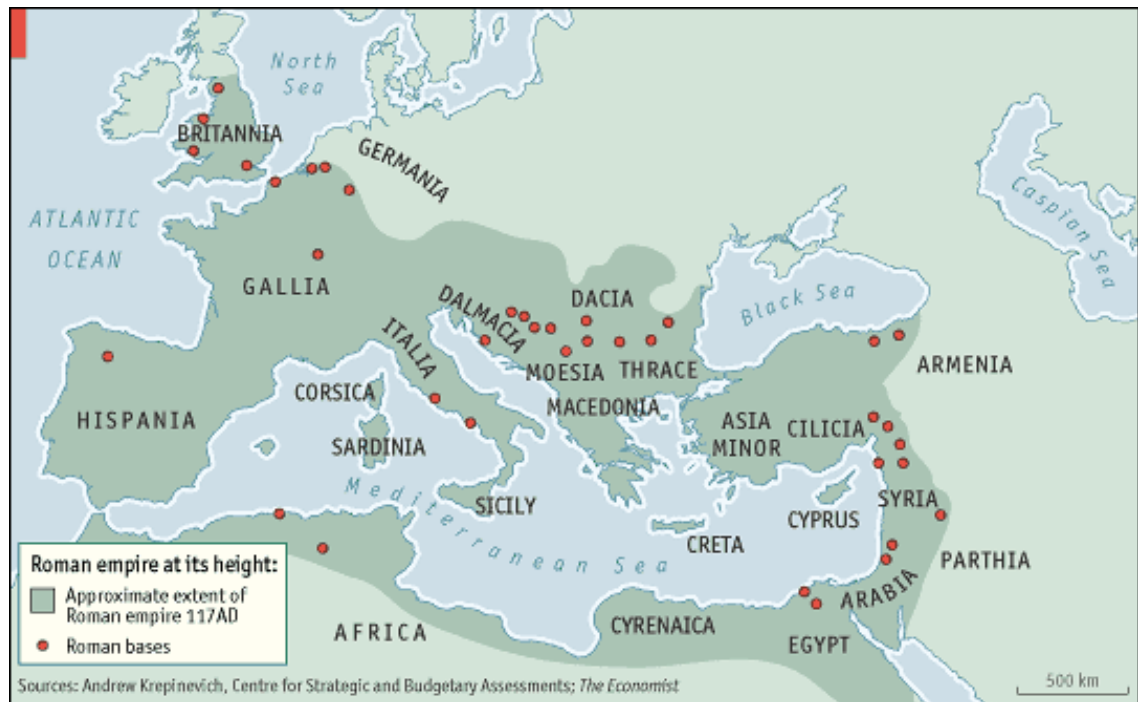 North
Sea
BRITANNIA
GERMANIA
ATLANTIC
OCEAN
Caspian Sea
GALLIA
DALMACIA
DACIA
Black Sea
ITALIA
MOESIA
THRACE
ARMENIA
CORSICA
MACEDONIA
HISPANIA
ASIA
MINOR
CILICIA
SARDINIA
Mediterranean Sea
SICILY
SYRIA
CYPRUS
CRETA
PARTHIA
ARABIA
AFRICA
CYRENAICA
EGYPT
Roman empire at its height:
Approximate extent of
Roman empire 117AD
Roman bases
Sources: Andrew Krepinevich, Centre for Strategic and Budgetary Assessments; The Economist
500 km